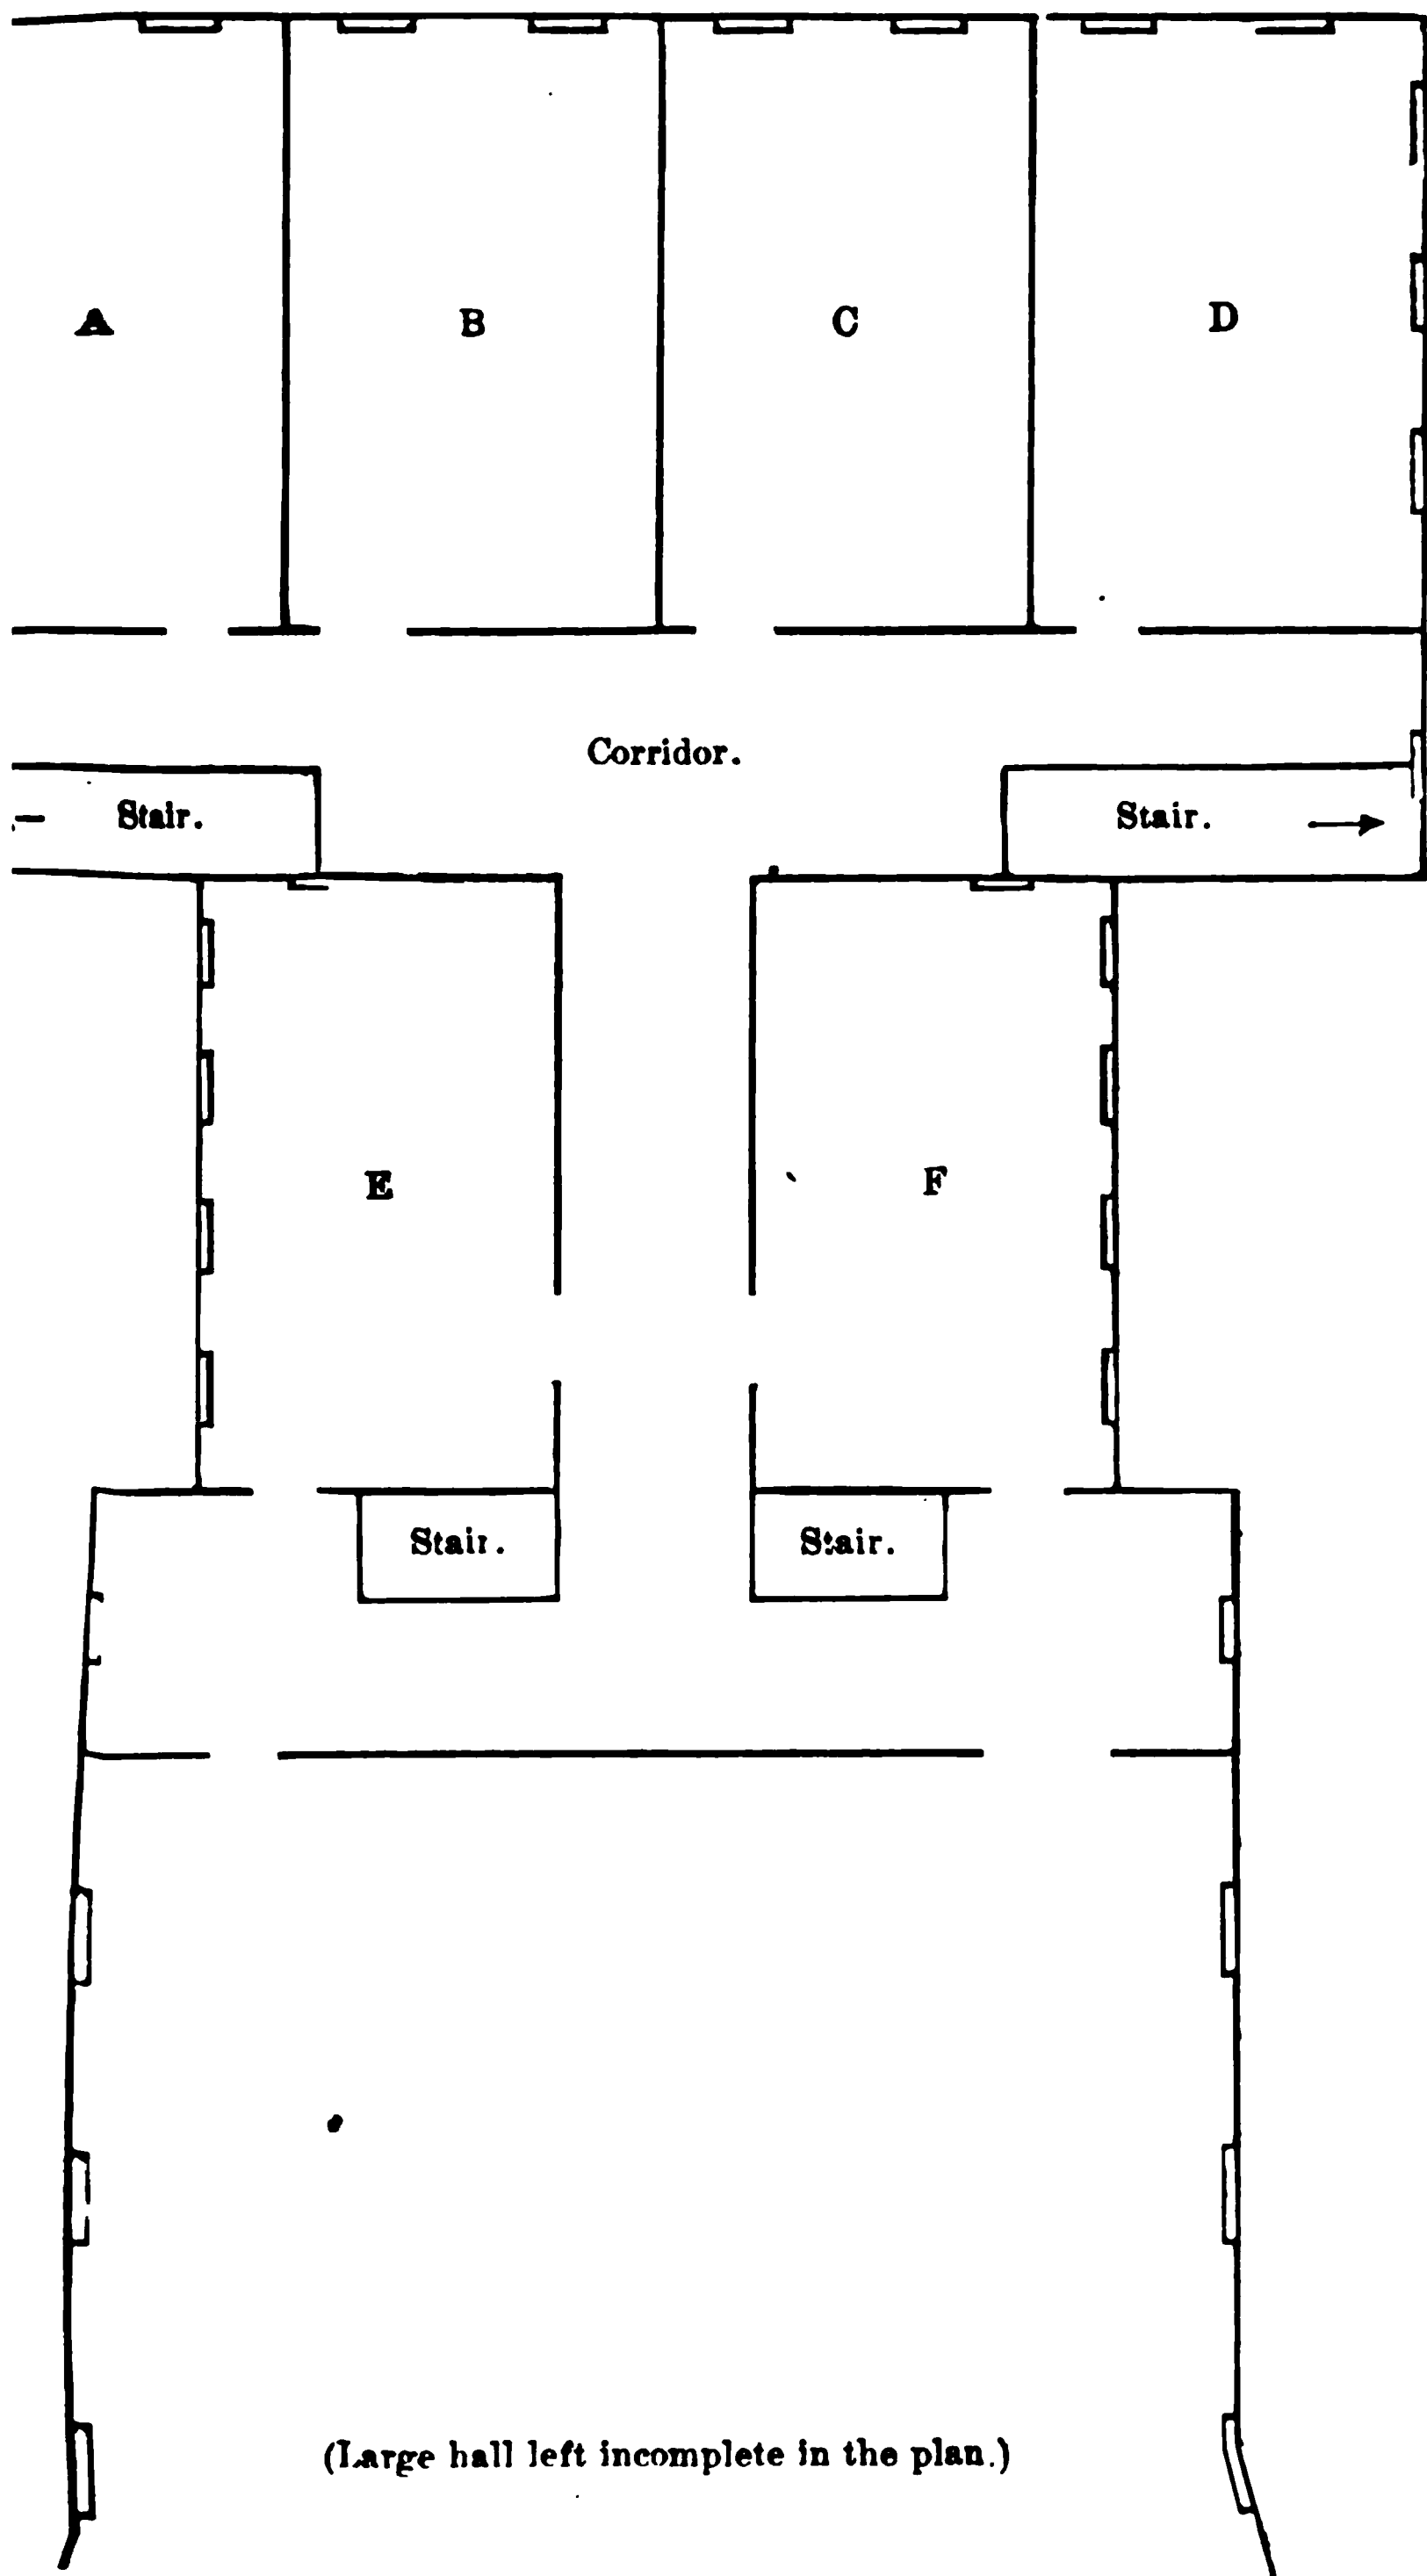 A B C D
Corridor.
Stair. Stair.
E F
Stair. Stair.
(Large hall left incomplete in the plan.)